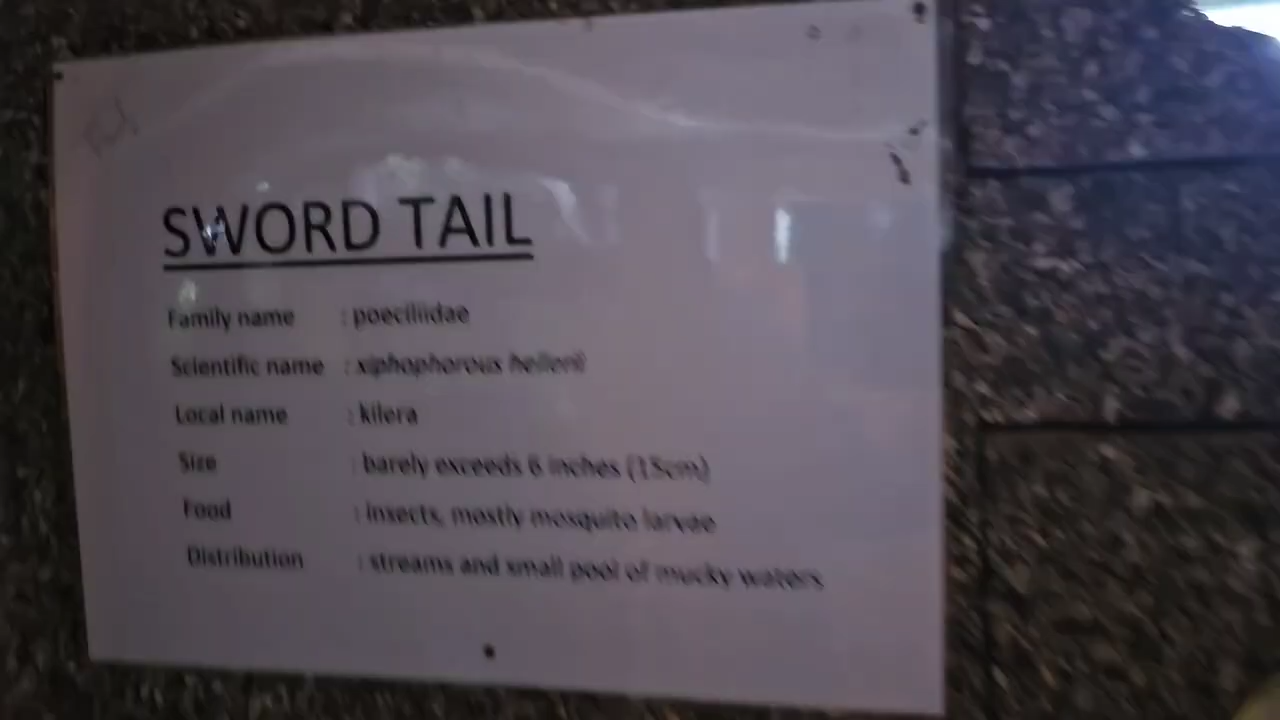 SWORD TAIL
Family name : poeciliidae
Scientific name : xiphophorous hellerii
Local name : kilera
Size : barely exceeds 6 inches (15cm)
Food : insects, mostly mosquito larvae
Distribution : streams and small pool of mucky waters